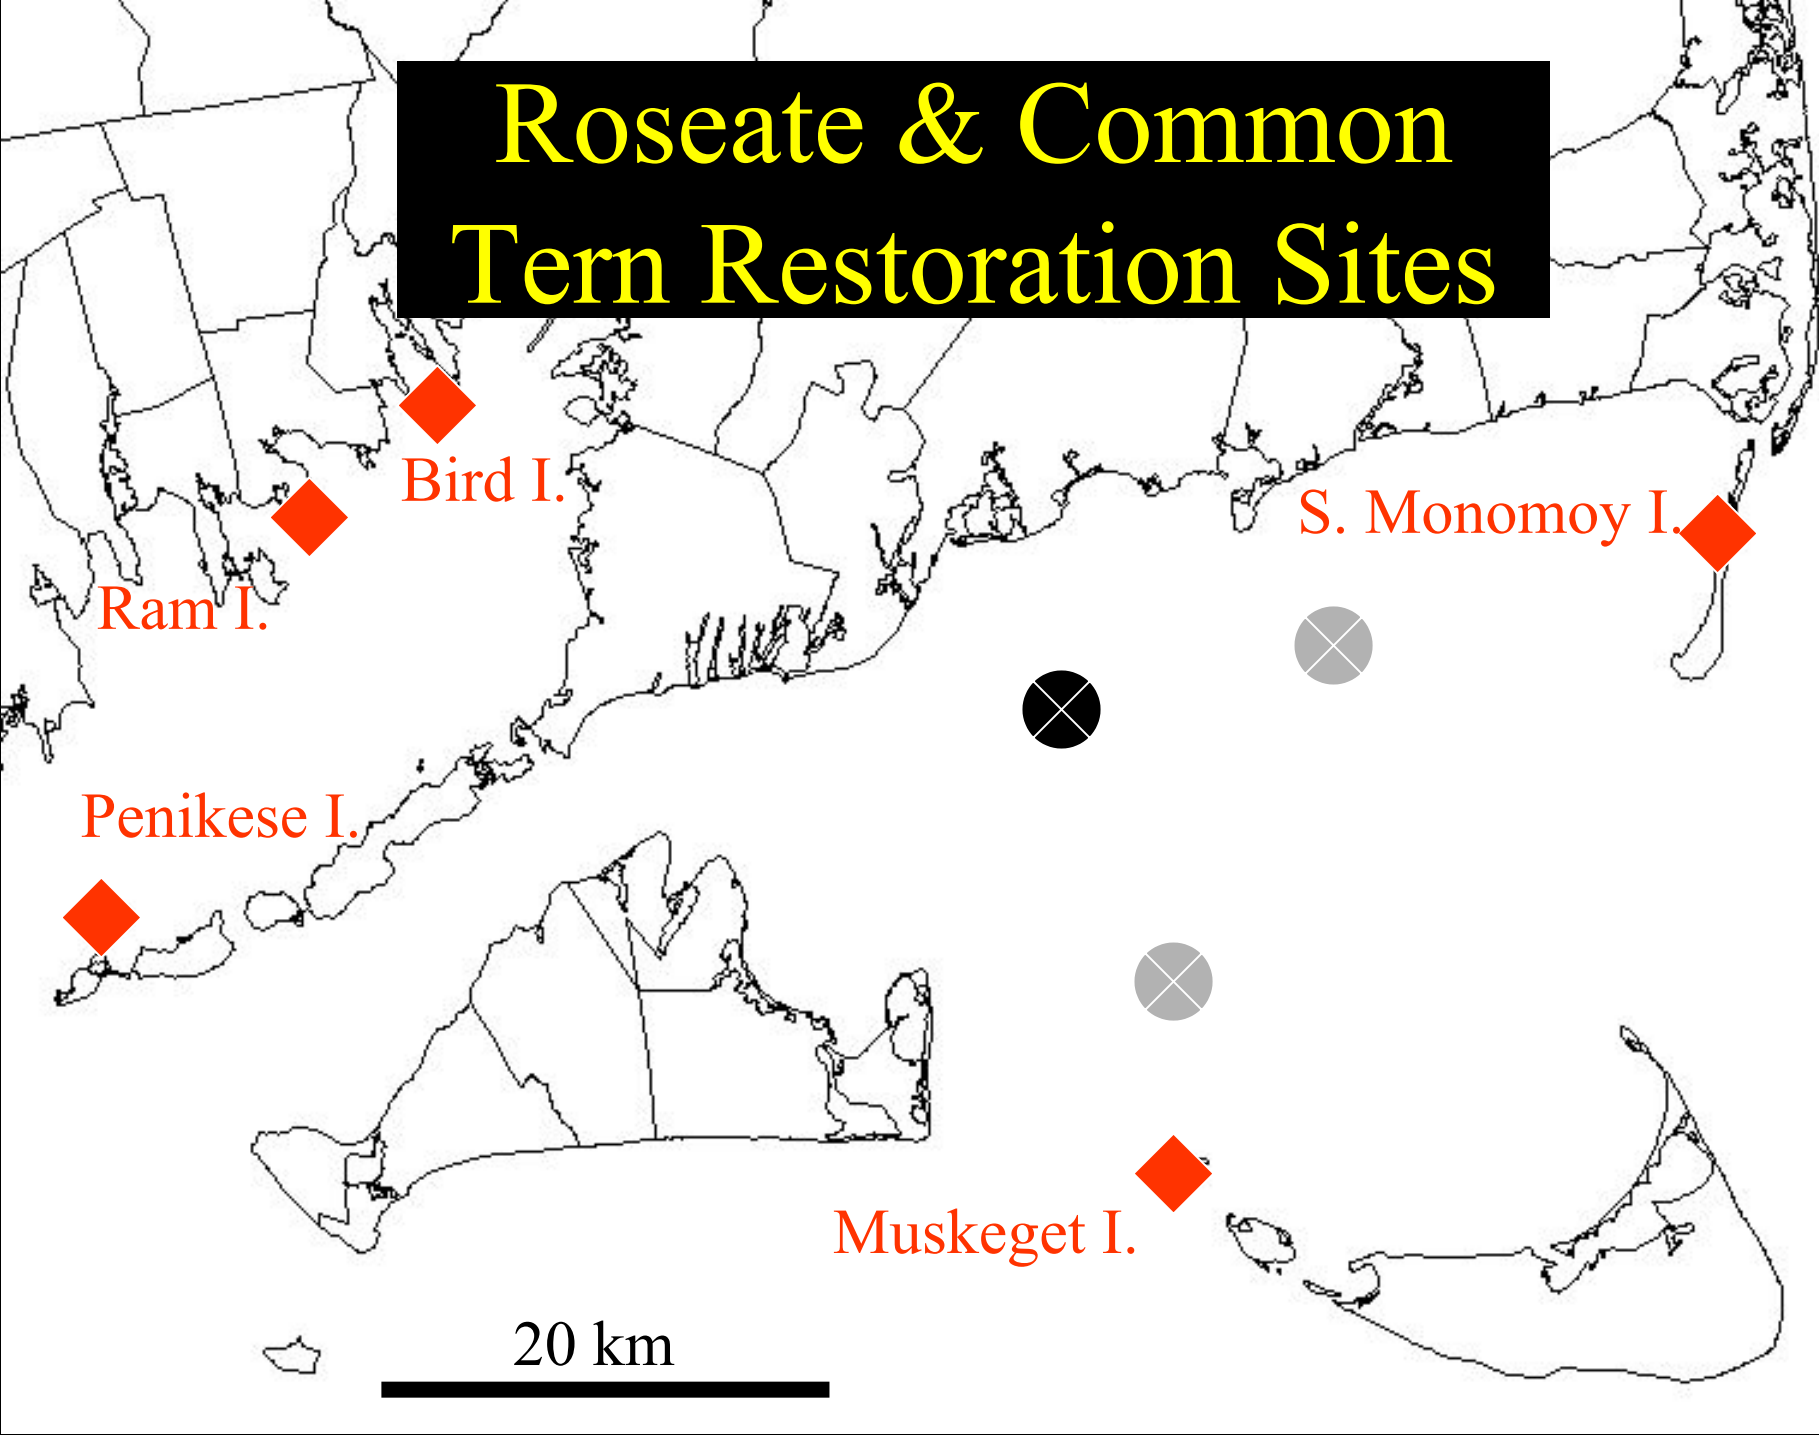 Roseate & Common
Tern Restoration Sites
Bird I.
S. Monomoy I.
Ram I.
Penikese I.
Muskeget I.
20 km